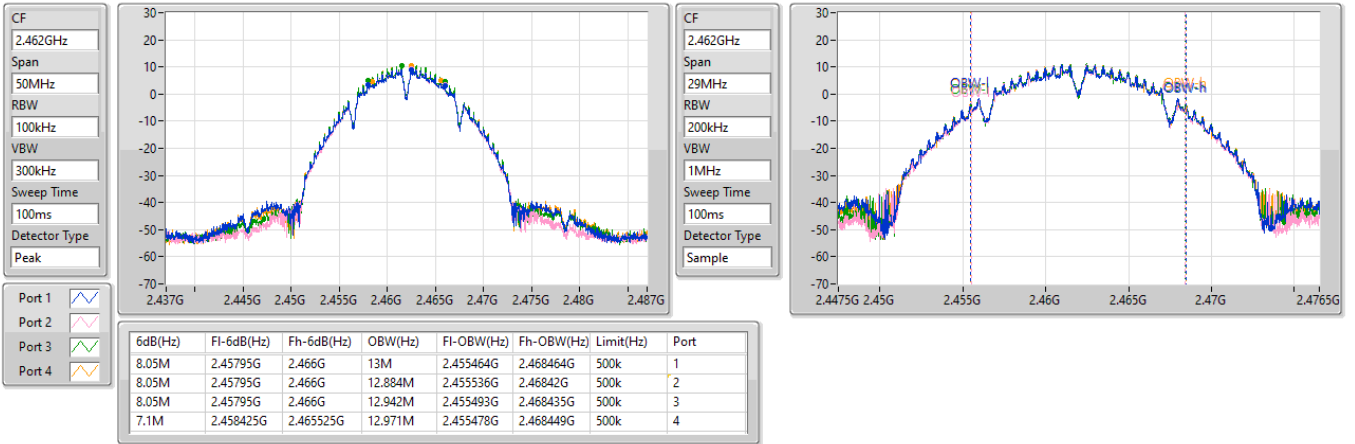 CF
2.462GHz
Span
50MHz
RBW
100kHz
VBW
300kHz
Sweep Time
100ms
Detector Type
Peak
30
20
10
0
-10
-20
-30
-40
-50
-60
-70
2.437G 2.445G 2.45G 2.455G 2.46G 2.465G 2.47G 2.475G 2.48G 2.487G
CF
2.462GHz
Span
29MHz
RBW
200kHz
VBW
1MHz
Sweep Time
100ms
Detector Type
Sample
30
20
10
0
-10
-20
-30
-40
-50
-60
-70
OBW-l OBW-h
2.4475G 2.45G 2.455G 2.46G 2.465G 2.47G 2.4765G
Port 1
Port 2
Port 3
Port 4
6dB(Hz) Fl-6dB(Hz) Fh-6dB(Hz) OBW(Hz) Fl-OBW(Hz) Fh-OBW(Hz) Limit(Hz) Port
8.05M 2.45795G 2.466G 13M 2.455464G 2.468464G 500k 1
8.05M 2.45795G 2.466G 12.884M 2.455536G 2.46842G 500k 2
8.05M 2.45795G 2.466G 12.942M 2.455493G 2.468435G 500k 3
7.1M 2.458425G 2.465525G 12.971M 2.455478G 2.468449G 500k 4